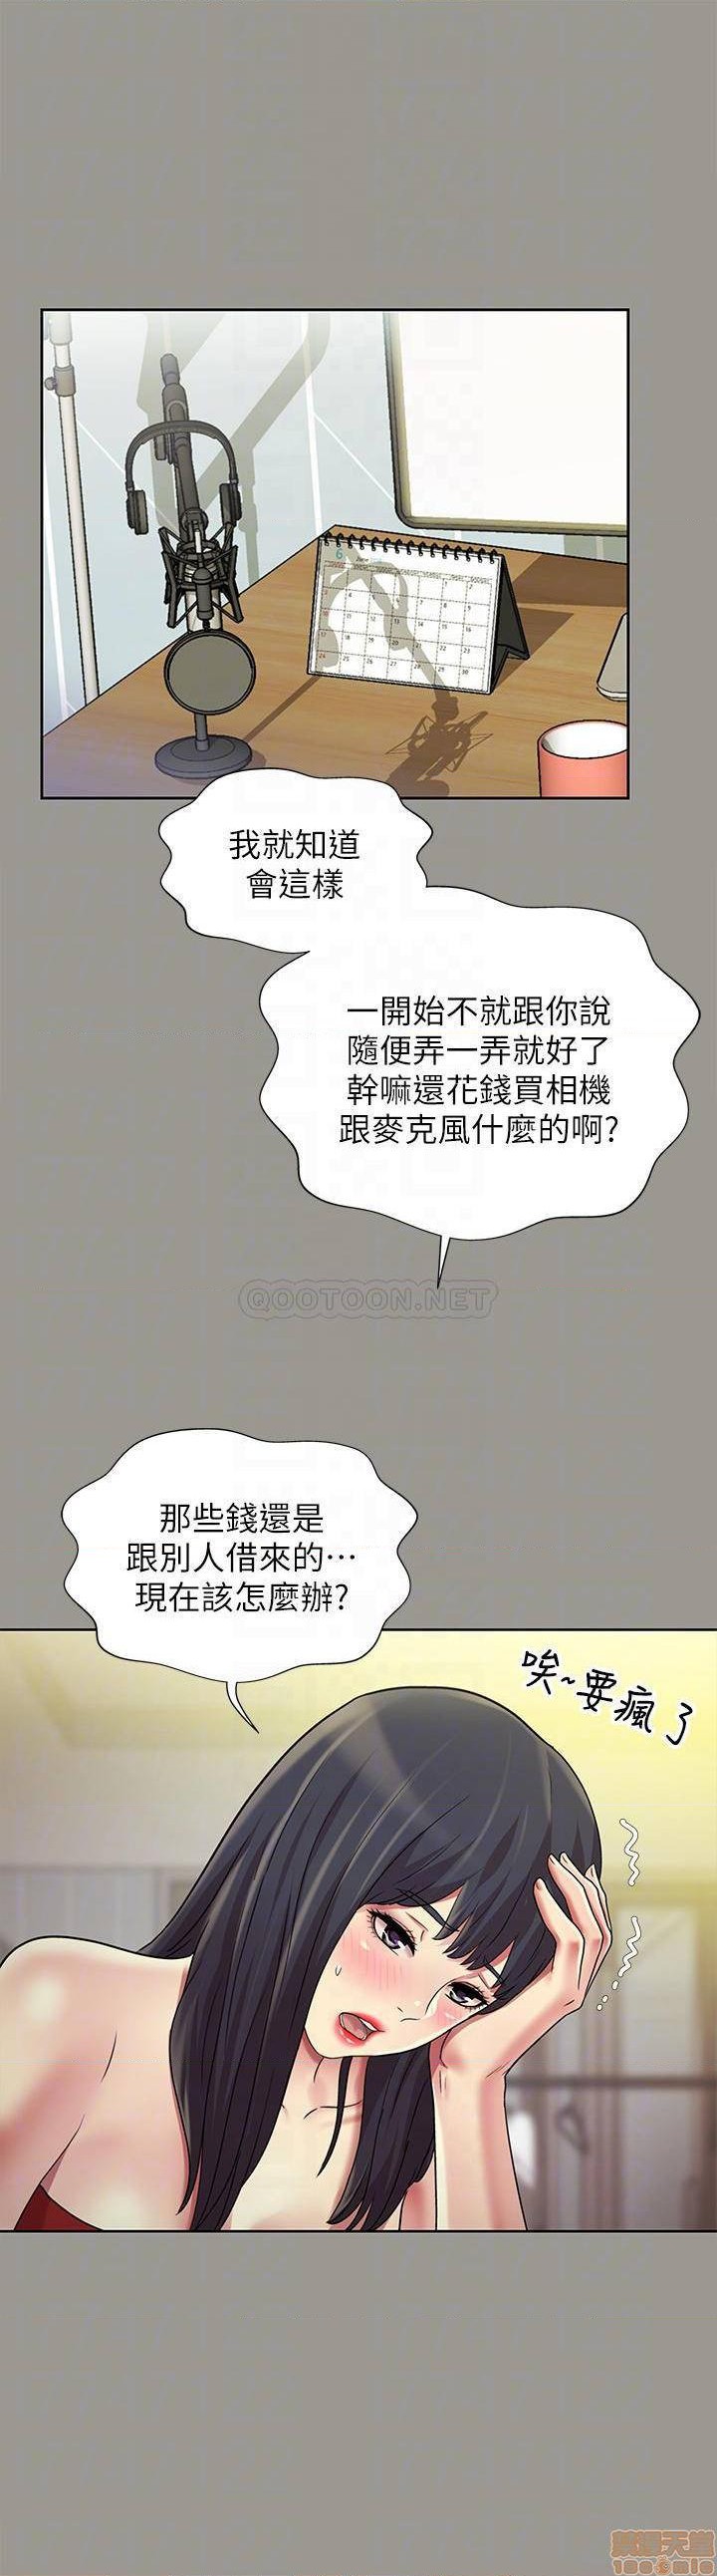 我就知道
會這樣
一開始不就跟你說
隨便弄一弄就好了
幹嘛還花錢買相機
跟麥克風什麼的啊?
QOOTOON.NET
那些錢還是
跟別人借來的⋯
現在該怎麼辦?
唉~要瘋了